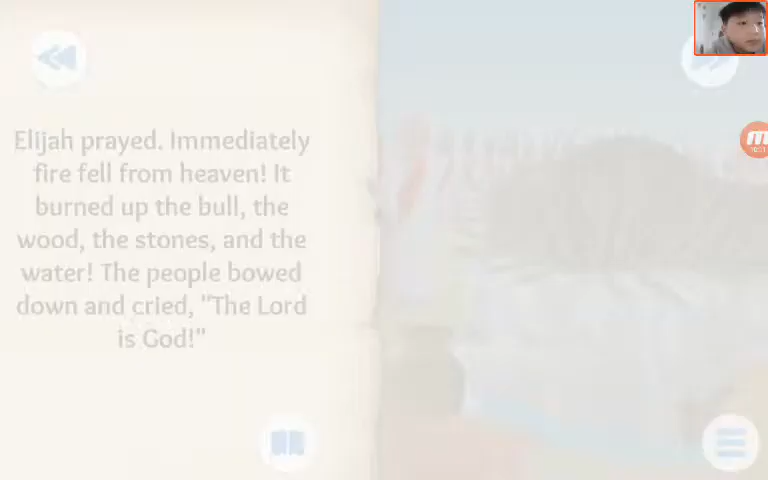 Elijah prayed. Immediately
fire fell from heaven! It
burned up the bull, the
wood, the stones, and the
water! The people bowed
down and cried, "The Lord
is God!"